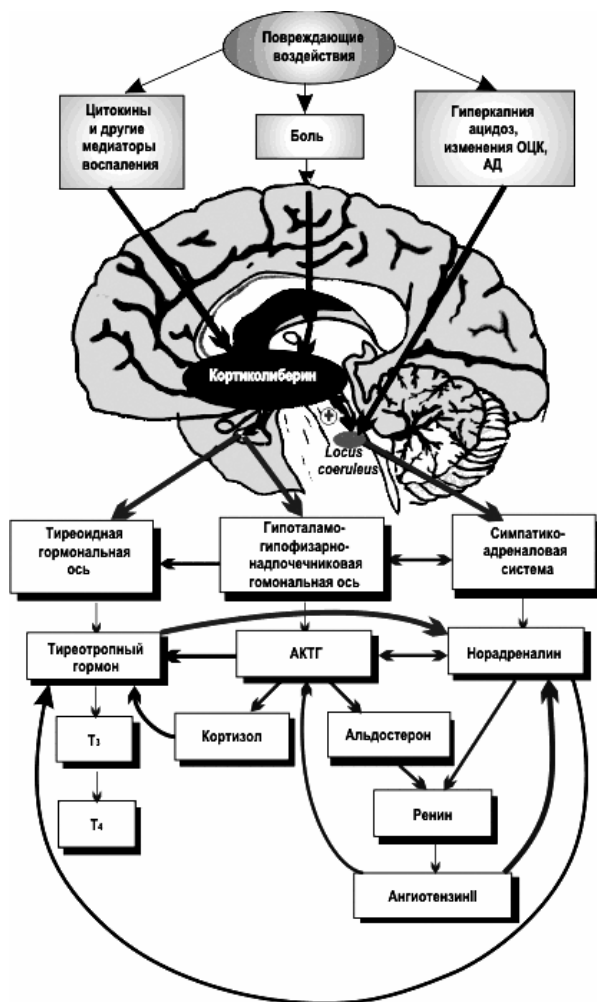 Повреждающие
воздействия
Цитокины
и другие
медиаторы
воспаления
Боль
Гиперкапния
ацидоз,
изменения ОЦК,
АД
Кортиколиберин
+
Locus
coeruleus
Тиреоидная
гормональная
ось
Гипоталамо-
гипофизарно-
надпочечниковая
гомональная ось
Симпатико-
адреналовая
система
Тиреотропный
гормон
АКТГ
Норадреналин
Т3
Кортизол
Альдостерон
Т4
Ренин
АнгиотензинII